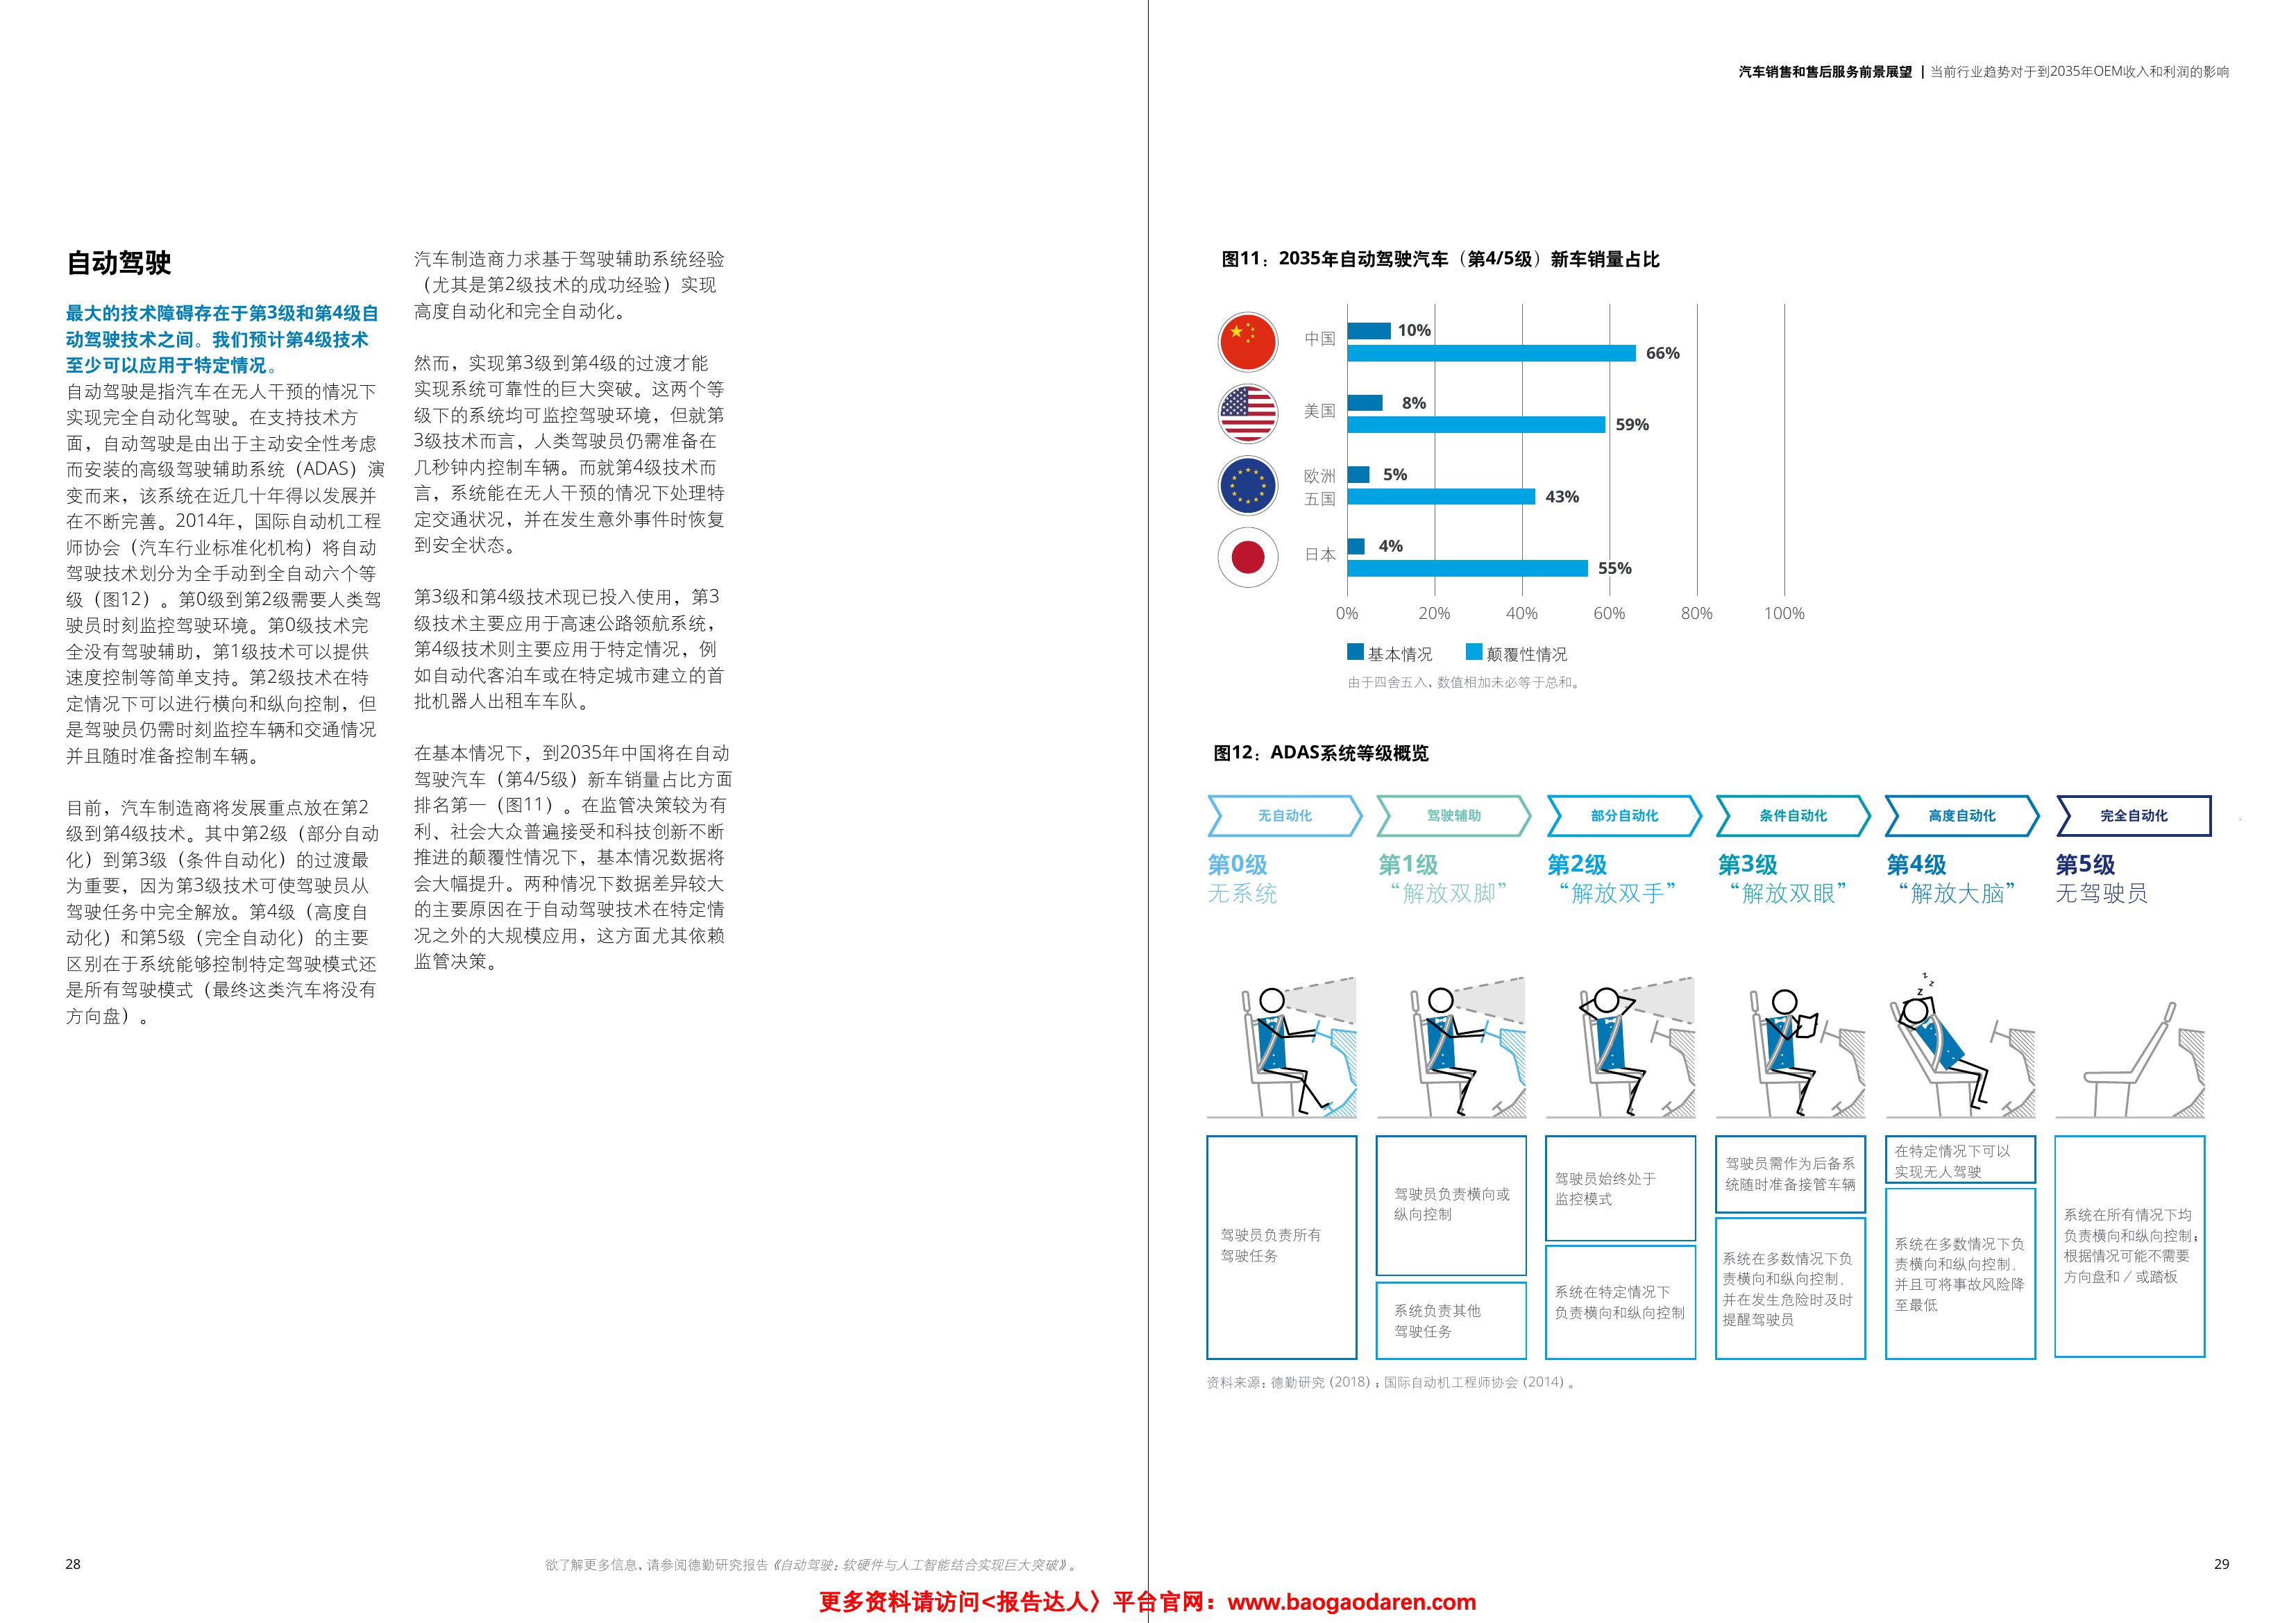 汽车销售和售后服务前景展望 | 当前行业趋势对于到2035年OEM收入和利润的影响
自动驾驶
最大的技术障碍存在于第3级和第4级自
动驾驶技术之间。我们预计第4级技术
至少可以应用于特定情况。
自动驾驶是指汽车在无人干预的情况下
实现完全自动化驾驶。在支持技术方
面，自动驾驶是由出于主动安全性考虑
而安装的高级驾驶辅助系统（ADAS）演
变而来，该系统在近几十年得以发展并
在不断完善。2014年，国际自动机工程
师协会（汽车行业标准化机构）将自动
驾驶技术划分为全手动到全自动六个等
级（图12）。第0级到第2级需要人类驾
驶员时刻监控驾驶环境。第0级技术完
全没有驾驶辅助，第1级技术可以提供
速度控制等简单支持。第2级技术在特
定情况下可以进行横向和纵向控制，但
是驾驶员仍需时刻监控车辆和交通情况
并且随时准备控制车辆。
目前，汽车制造商将发展重点放在第2
级到第4级技术。其中第2级（部分自动
化）到第3级（条件自动化）的过渡最
为重要，因为第3级技术可使驾驶员从
驾驶任务中完全解放。第4级（高度自
动化）和第5级（完全自动化）的主要
区别在于系统能够控制特定驾驶模式还
是所有驾驶模式（最终这类汽车将没有
方向盘）。
汽车制造商力求基于驾驶辅助系统经验
（尤其是第2级技术的成功经验）实现
高度自动化和完全自动化。
然而，实现第3级到第4级的过渡才能
实现系统可靠性的巨大突破。这两个等
级下的系统均可监控驾驶环境，但就第
3级技术而言，人类驾驶员仍需准备在
几秒钟内控制车辆。而就第4级技术而
言，系统能在无人干预的情况下处理特
定交通状况，并在发生意外事件时恢复
到安全状态。
第3级和第4级技术现已投入使用，第3
级技术主要应用于高速公路领航系统，
第4级技术则主要应用于特定情况，例
如自动代客泊车或在特定城市建立的首
批机器人出租车车队。
在基本情况下，到2035年中国将在自动
驾驶汽车（第4/5级）新车销量占比方面
排名第一（图11）。在监管决策较为有
利、社会大众普遍接受和科技创新不断
推进的颠覆性情况下，基本情况数据将
会大幅提升。两种情况下数据差异较大
的主要原因在于自动驾驶技术在特定情
况之外的大规模应用，这方面尤其依赖
监管决策。
图11：2035年自动驾驶汽车（第4/5级）新车销量占比
中国
10%
66%
美国
8%
59%
欧洲
五国
5%
43%
日本
4%
55%
0% 20% 40% 60% 80% 100%
基本情况 颠覆性情况
由于四舍五入，数值相加未必等于总和。
图12：ADAS系统等级概览
无自动化 驾驶辅助 部分自动化 条件自动化 高度自动化 完全自动化
第0级 第1级 第2级 第3级 第4级 第5级
无系统 “解放双脚” “解放双手” “解放双眼” “解放大脑” 无驾驶员
z z z
驾驶员负责所有
驾驶任务
驾驶员负责横向或
纵向控制
系统负责其他
驾驶任务
驾驶员始终处于
监控模式
系统在特定情况下
负责横向和纵向控制
驾驶员需作为后备系
统随时准备接管车辆
系统在多数情况下负
责横向和纵向控制，
并在发生危险时及时
提醒驾驶员
在特定情况下可以
实现无人驾驶
系统在多数情况下负
责横向和纵向控制，
并且可将事故风险降
至最低
系统在所有情况下均
负责横向和纵向控制；
根据情况可能不需要
方向盘和／或踏板
资料来源：德勤研究 (2018)；国际自动机工程师协会 (2014)。
28
欲了解更多信息，请参阅德勤研究报告《自动驾驶：软硬件与人工智能结合实现巨大突破》。
29
更多资料请访问<报告达人〉平台官网：www.baogaodaren.com